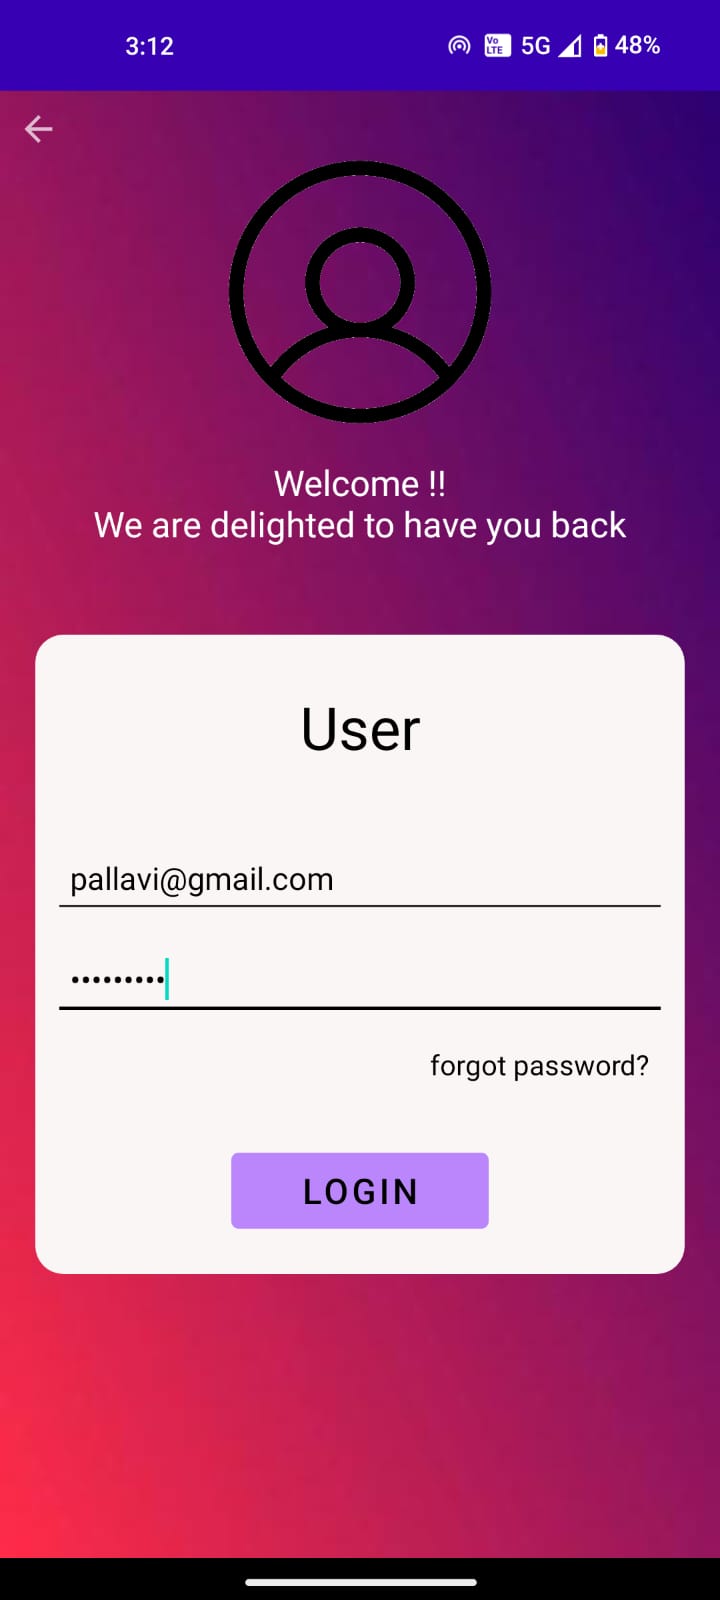 3:12 Vo LTE 5G 48%
Welcome !!
We are delighted to have you back
User
pallavi@gmail.com
•••••••••
forgot password?
LOGIN